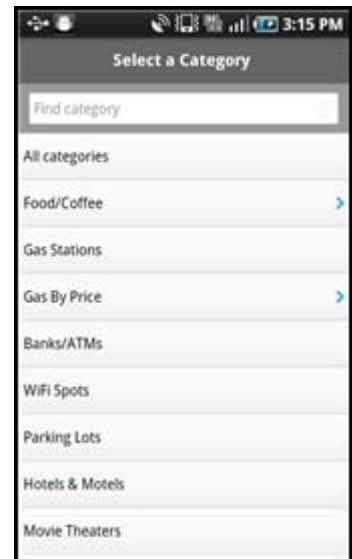 3:15 PM
Select a Category
Find category
All categories
Food/Coffee
Gas Stations
Gas By Price
Banks/ATMs
WiFi Spots
Parking Lots
Hotels & Motels
Movie Theaters